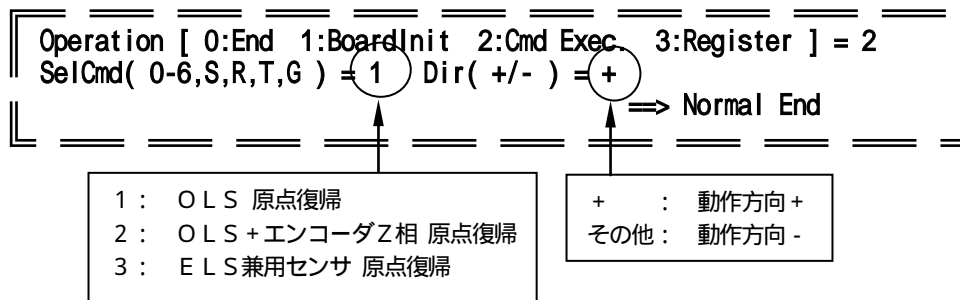 Operation [ 0:End 1:BoardInit 2:Cmd Exec. 3:Register ] = 2
SelCmd( 0-6,S,R,T,G ) = 1 Dir( +/- ) = +
==> Normal End
1： ＯＬＳ 原点復帰
2： ＯＬＳ＋エンコーダＺ相 原点復帰
3： ＥＬＳ兼用センサ 原点復帰
+ ： 動作方向+
その他： 動作方向-